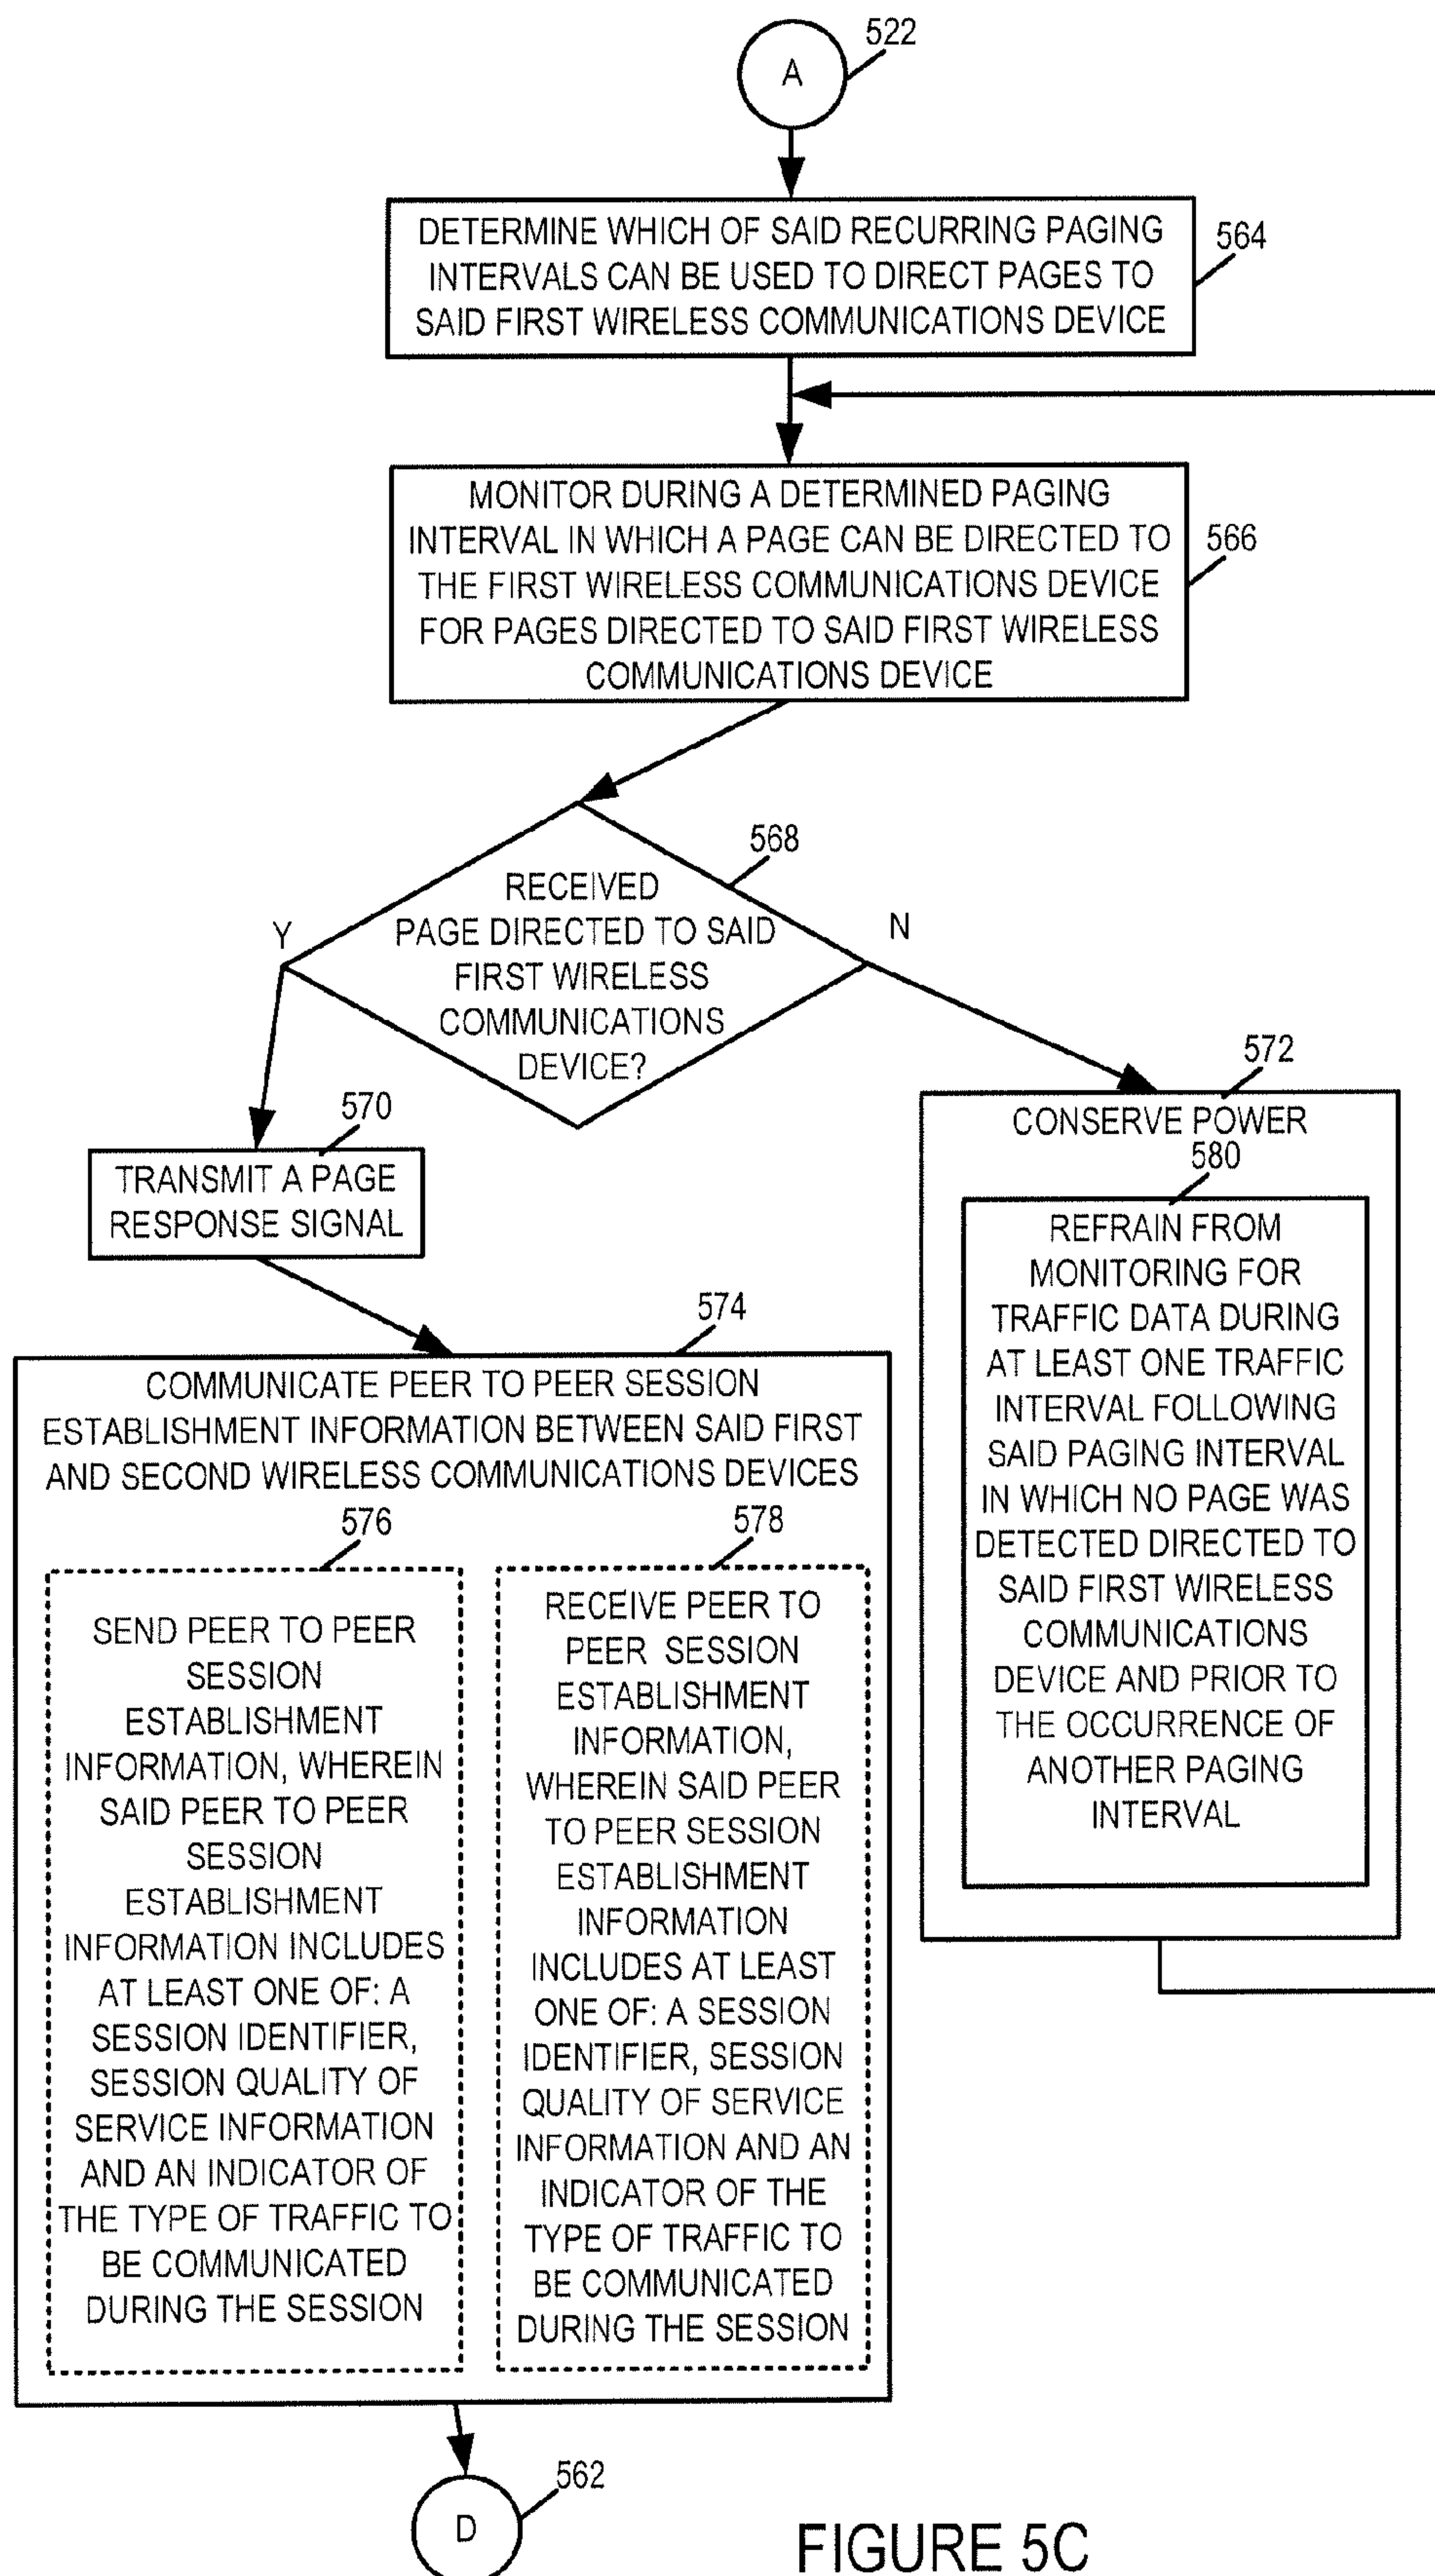 522
A
DETERMINE WHICH OF SAID RECURRING PAGING
INTERVALS CAN BE USED TO DIRECT PAGES TO
SAID FIRST WIRELESS COMMUNICATIONS DEVICE
564
MONITOR DURING A DETERMINED PAGING
INTERVAL IN WHICH A PAGE CAN BE DIRECTED TO
THE FIRST WIRELESS COMMUNICATIONS DEVICE
FOR PAGES DIRECTED TO SAID FIRST WIRELESS
COMMUNICATIONS DEVICE
566
568
RECEIVED
PAGE DIRECTED TO SAID
FIRST WIRELESS
COMMUNICATIONS
DEVICE?
Y
N
570
TRANSMIT A PAGE
RESPONSE SIGNAL
572
CONSERVE POWER
580
REFRAIN FROM
MONITORING FOR
TRAFFIC DATA DURING
AT LEAST ONE TRAFFIC
INTERVAL FOLLOWING
SAID PAGING INTERVAL
IN WHICH NO PAGE WAS
DETECTED DIRECTED TO
SAID FIRST WIRELESS
COMMUNICATIONS
DEVICE AND PRIOR TO
THE OCCURRENCE OF
ANOTHER PAGING
INTERVAL
574
COMMUNICATE PEER TO PEER SESSION
ESTABLISHMENT INFORMATION BETWEEN SAID FIRST
AND SECOND WIRELESS COMMUNICATIONS DEVICES
576
SEND PEER TO PEER
SESSION
ESTABLISHMENT
INFORMATION, WHEREIN
SAID PEER TO PEER
SESSION
ESTABLISHMENT
INFORMATION INCLUDES
AT LEAST ONE OF: A
SESSION IDENTIFIER,
SESSION QUALITY OF
SERVICE INFORMATION
AND AN INDICATOR OF
THE TYPE OF TRAFFIC TO
BE COMMUNICATED
DURING THE SESSION
578
RECEIVE PEER TO
PEER SESSION
ESTABLISHMENT
INFORMATION,
WHEREIN SAID PEER
TO PEER SESSION
ESTABLISHMENT
INFORMATION
INCLUDES AT LEAST
ONE OF: A SESSION
IDENTIFIER, SESSION
QUALITY OF SERVICE
INFORMATION AND AN
INDICATOR OF THE
TYPE OF TRAFFIC TO
BE COMMUNICATED
DURING THE SESSION
562
D
FIGURE 5C